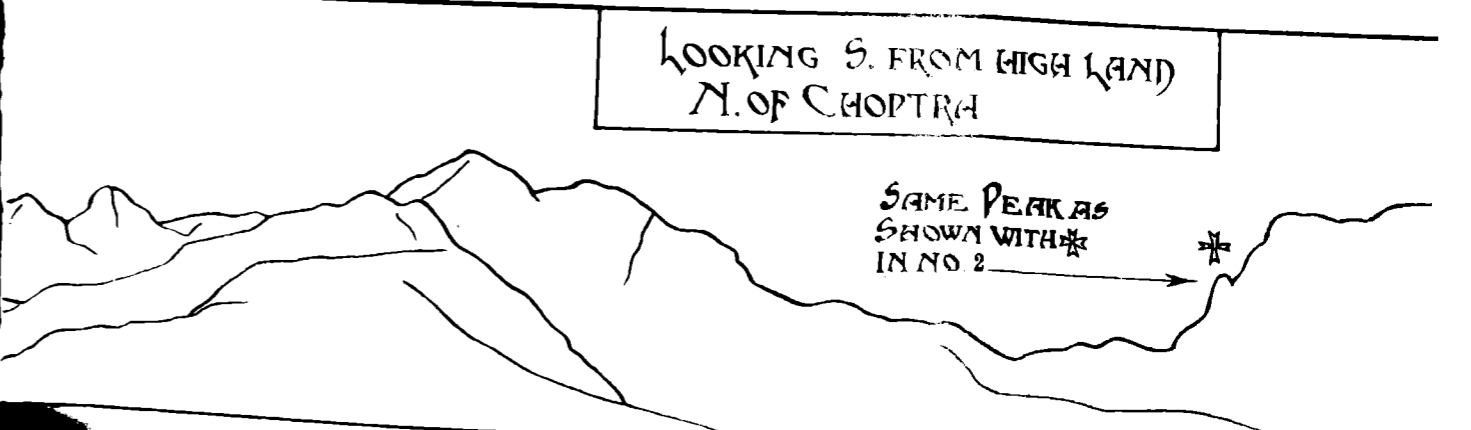 LOOKING S. FROM HIGH LAND
N. OF CHOPTRA
SAME PEAK AS
SHOWN WITH ✠
IN NO. 2